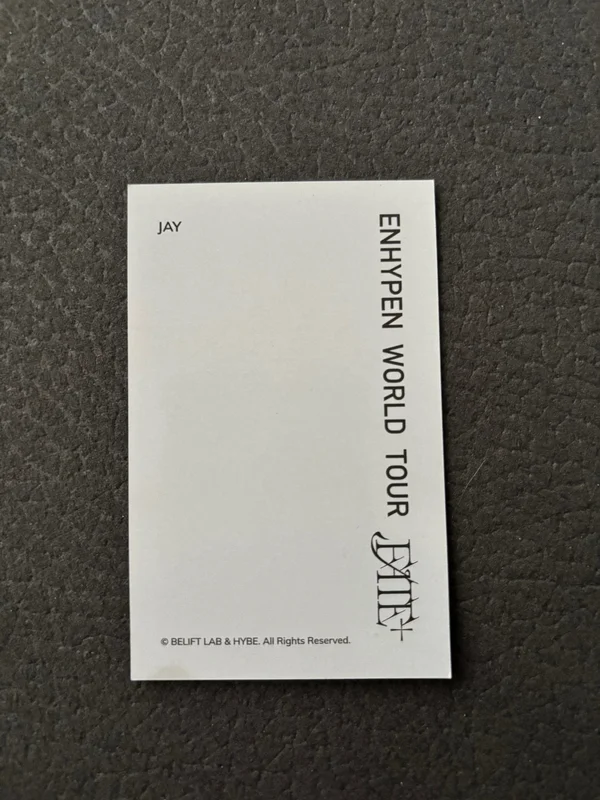 JAY
ENHYPEN WORLD TOUR FATE+
© BELIFT LAB & HYBE. All Rights Reserved.